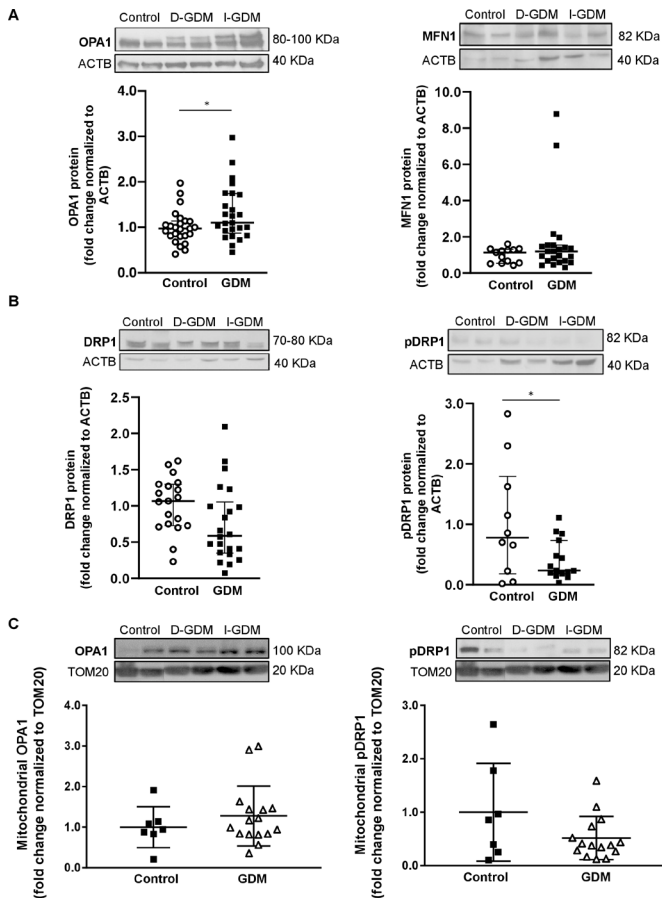 A
Control D-GDM I-GDM
OPA1 80-100 KDa
ACTB 40 KDa
*
4.0
3.0
2.0
1.0
0.0
OPA1 protein
(fold change normalized to
ACTB)
Control GDM
Control D-GDM I-GDM
MFN1 82 KDa
ACTB 40 KDa
10.0
8.0
6.0
4.0
2.0
0.0
MFN1 protein
(fold change normalized to ACTB)
Control GDM
B
Control D-GDM I-GDM
DRP1 70-80 KDa
ACTB 40 KDa
2.5
2.0
1.5
1.0
0.5
0.0
DRP1 protein
(fold change normalized to ACTB)
Control GDM
Control D-GDM I-GDM
pDRP1 82 KDa
ACTB 40 KDa
*
3.0
2.0
1.0
0.0
pDRP1 protein
(fold change normalized to
ACTB)
Control GDM
C
Control D-GDM I-GDM
OPA1 100 KDa
TOM20 20 KDa
4.0
3.0
2.0
1.0
0.0
Mitochondrial OPA1
(fold change normalized to TOM20)
Control GDM
Control D-GDM I-GDM
pDRP1 82 KDa
TOM20 20 KDa
3.0
2.0
1.0
0.0
Mitochondrial pDRP1
(fold change normalized to TOM20)
Control GDM